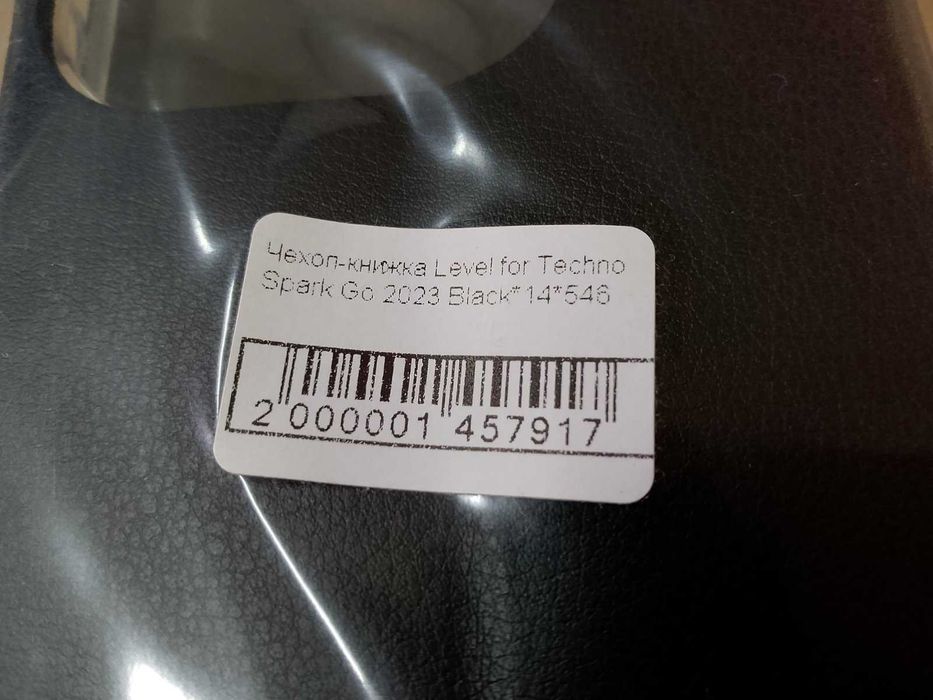 Чехол-книжка Level for Techno
Spark Go 2023 Black*14*546
2 000001 457917